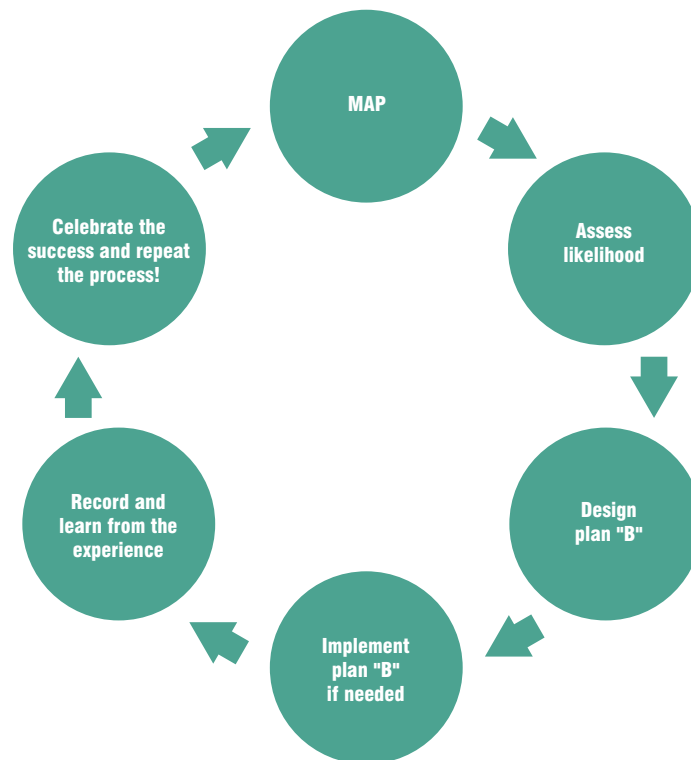 MAP
Assess
likelihood
Design
plan "B"
Implement
plan "B"
if needed
Record and
learn from the
experience
Celebrate the
success and repeat
the process!